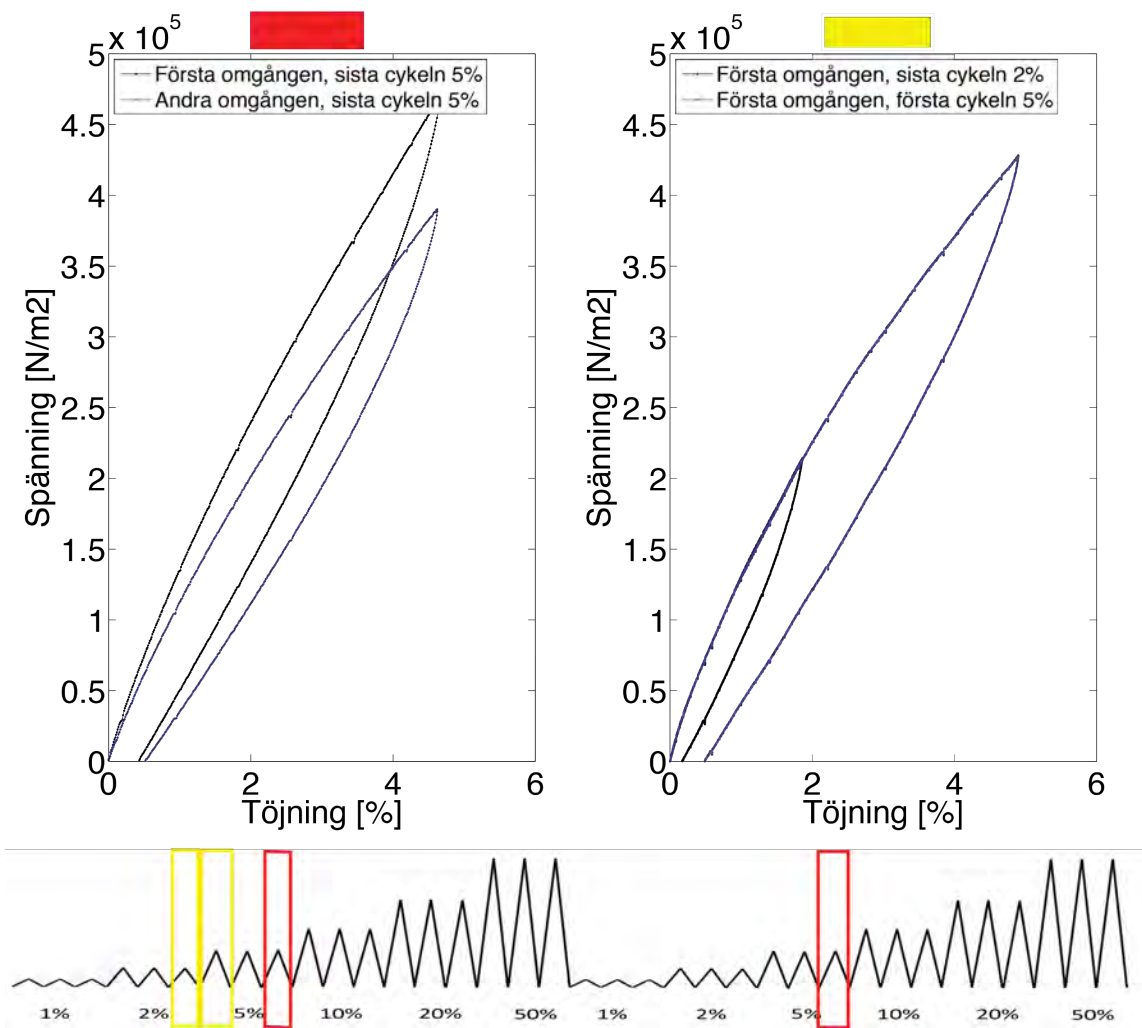 x 10^5
5
Första omgången, sista cykeln 5%
Andra omgången, sista cykeln 5%
4.5
4
3.5
3
2.5
2
1.5
1
0.5
0
0 2 4 6
Töjning [%]
Spänning [N/m2]
x 10^5
5
Första omgången, sista cykeln 2%
Första omgången, första cykeln 5%
4.5
4
3.5
3
2.5
2
1.5
1
0.5
0
0 2 4 6
Töjning [%]
Spänning [N/m2]
1% 2% 5% 10% 20% 50% 1% 2% 5% 10% 20% 50%